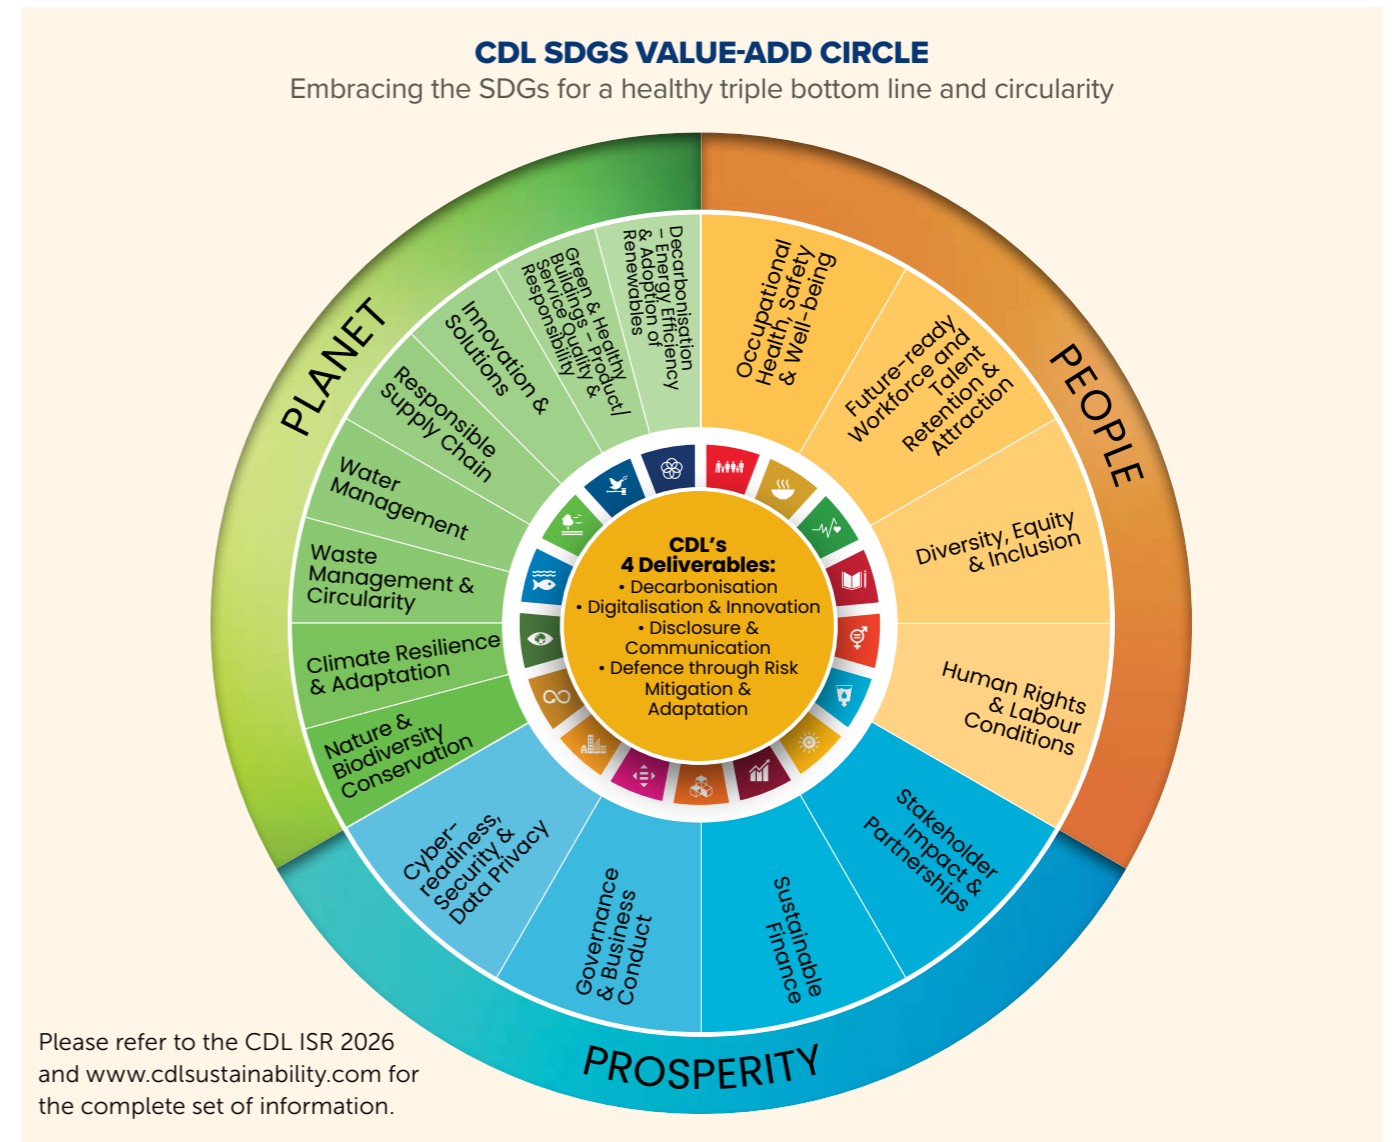 CDL SDGS VALUE-ADD CIRCLE
Embracing the SDGs for a healthy triple bottom line and circularity
PLANET
Decarbonisation
– Energy Efficiency
& Adoption of
Renewables
Green & Healthy
Buildings – Product/
Service Quality &
Responsibility
Innovation &
Solutions
Responsible
Supply Chain
Water
Management
Waste
Management &
Circularity
Climate Resilience
& Adaptation
Nature &
Biodiversity
Conservation
PEOPLE
Occupational
Health, Safety
& Well-being
Future-ready
Workforce and
Talent
Retention &
Attraction
Diversity, Equity
& Inclusion
Human Rights
& Labour
Conditions
PROSPERITY
Stakeholder
Impact &
Partnerships
Sustainable
Finance
Governance
& Business
Conduct
Cyber-
readiness,
Security &
Data Privacy
CDL's
4 Deliverables:
• Decarbonisation
• Digitalisation & Innovation
• Disclosure &
Communication
• Defence through Risk
Mitigation &
Adaptation
Please refer to the CDL ISR 2026
and www.cdlsustainability.com for
the complete set of information.